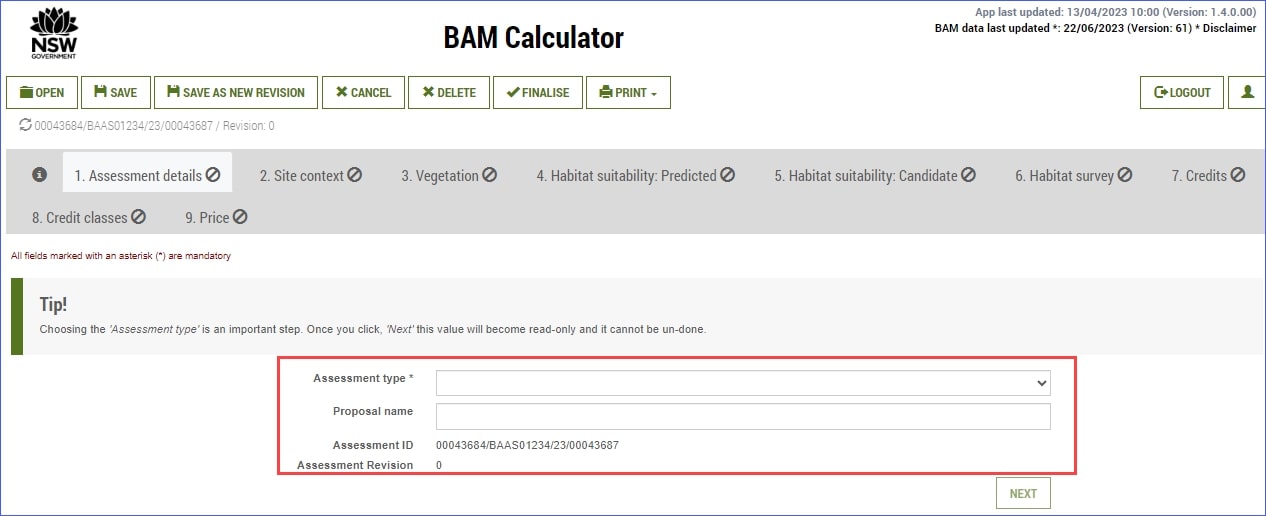 App last updated: 13/04/2023 10:00 (Version: 1.4.0.00)
BAM data last updated *: 22/06/2023 (Version: 61) * Disclaimer
NSW
GOVERNMENT
BAM Calculator
OPEN SAVE SAVE AS NEW REVISION CANCEL DELETE FINALISE PRINT LOGOUT
00043684/BAAS01234/23/00043687 / Revision: 0
1. Assessment details 2. Site context 3. Vegetation 4. Habitat suitability: Predicted 5. Habitat suitability: Candidate 6. Habitat survey 7. Credits
8. Credit classes 9. Price
All fields marked with an asterisk (*) are mandatory
Tip!
Choosing the 'Assessment type' is an important step. Once you click, 'Next' this value will become read-only and it cannot be un-done.
Assessment type *
Proposal name
Assessment ID 00043684/BAAS01234/23/00043687
Assessment Revision 0
NEXT